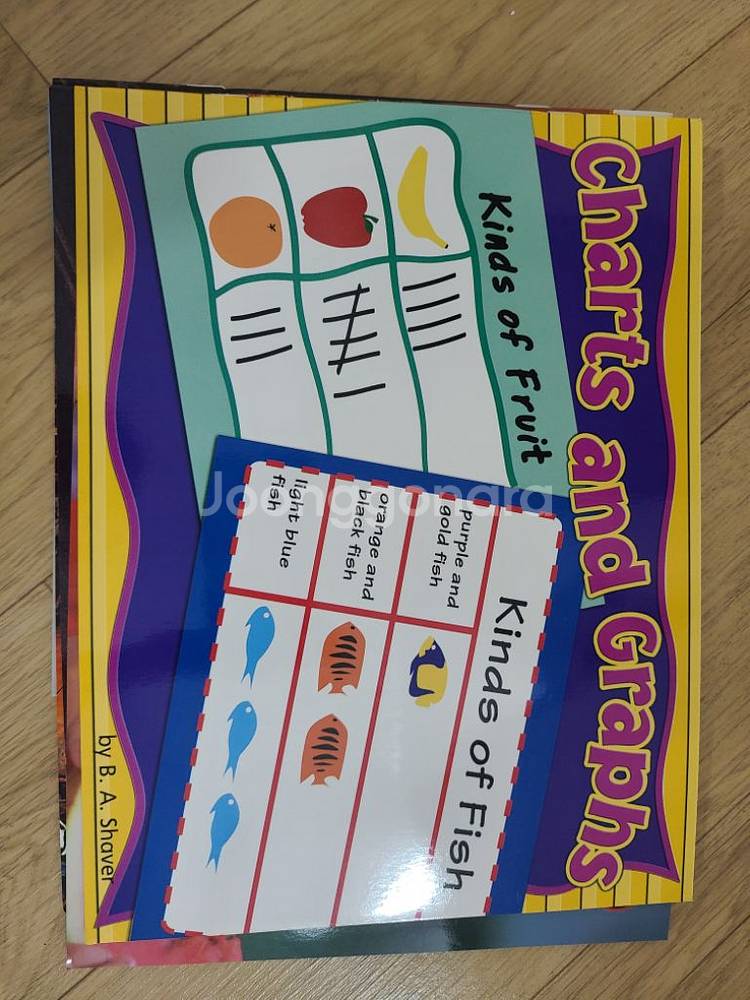 Charts and Graphs
Kinds of Fruit
Kinds of Fish
purple and
gold fish
orange and
black fish
light blue
fish
by B. A. Shaver
Joonggonara